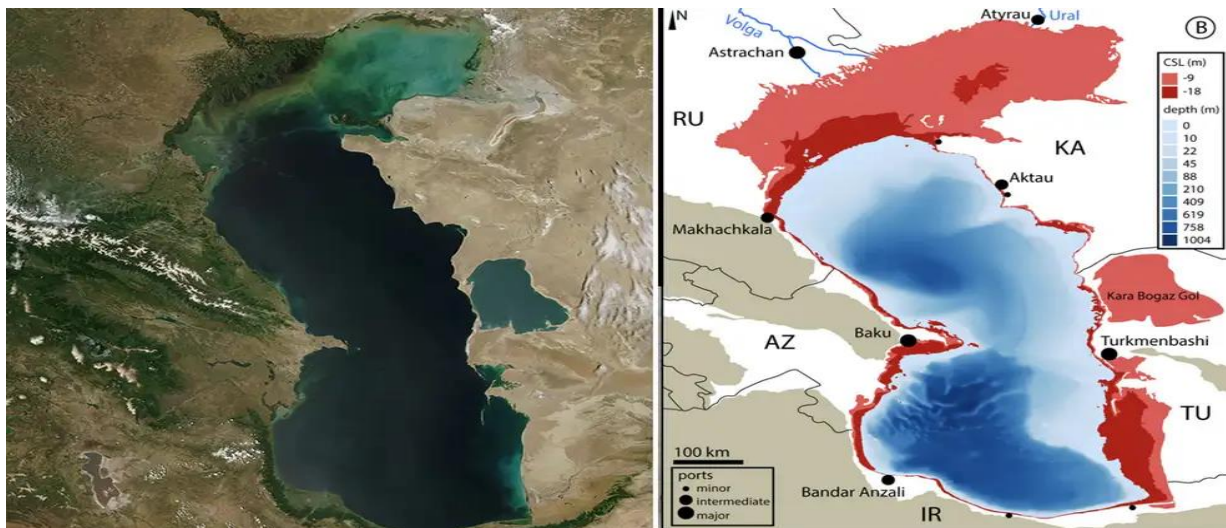 N
Atyrau
Ural
B
Volga
Astrachan
CSL (m)
-9
-18
depth (m)
0
10
22
45
88
210
409
619
758
1004
RU
KA
Aktau
Makhachkala
Kara Bogaz Gol
Baku
AZ
Turkmenbashi
TU
100 km
ports
minor
intermediate
major
Bandar Anzali
IR